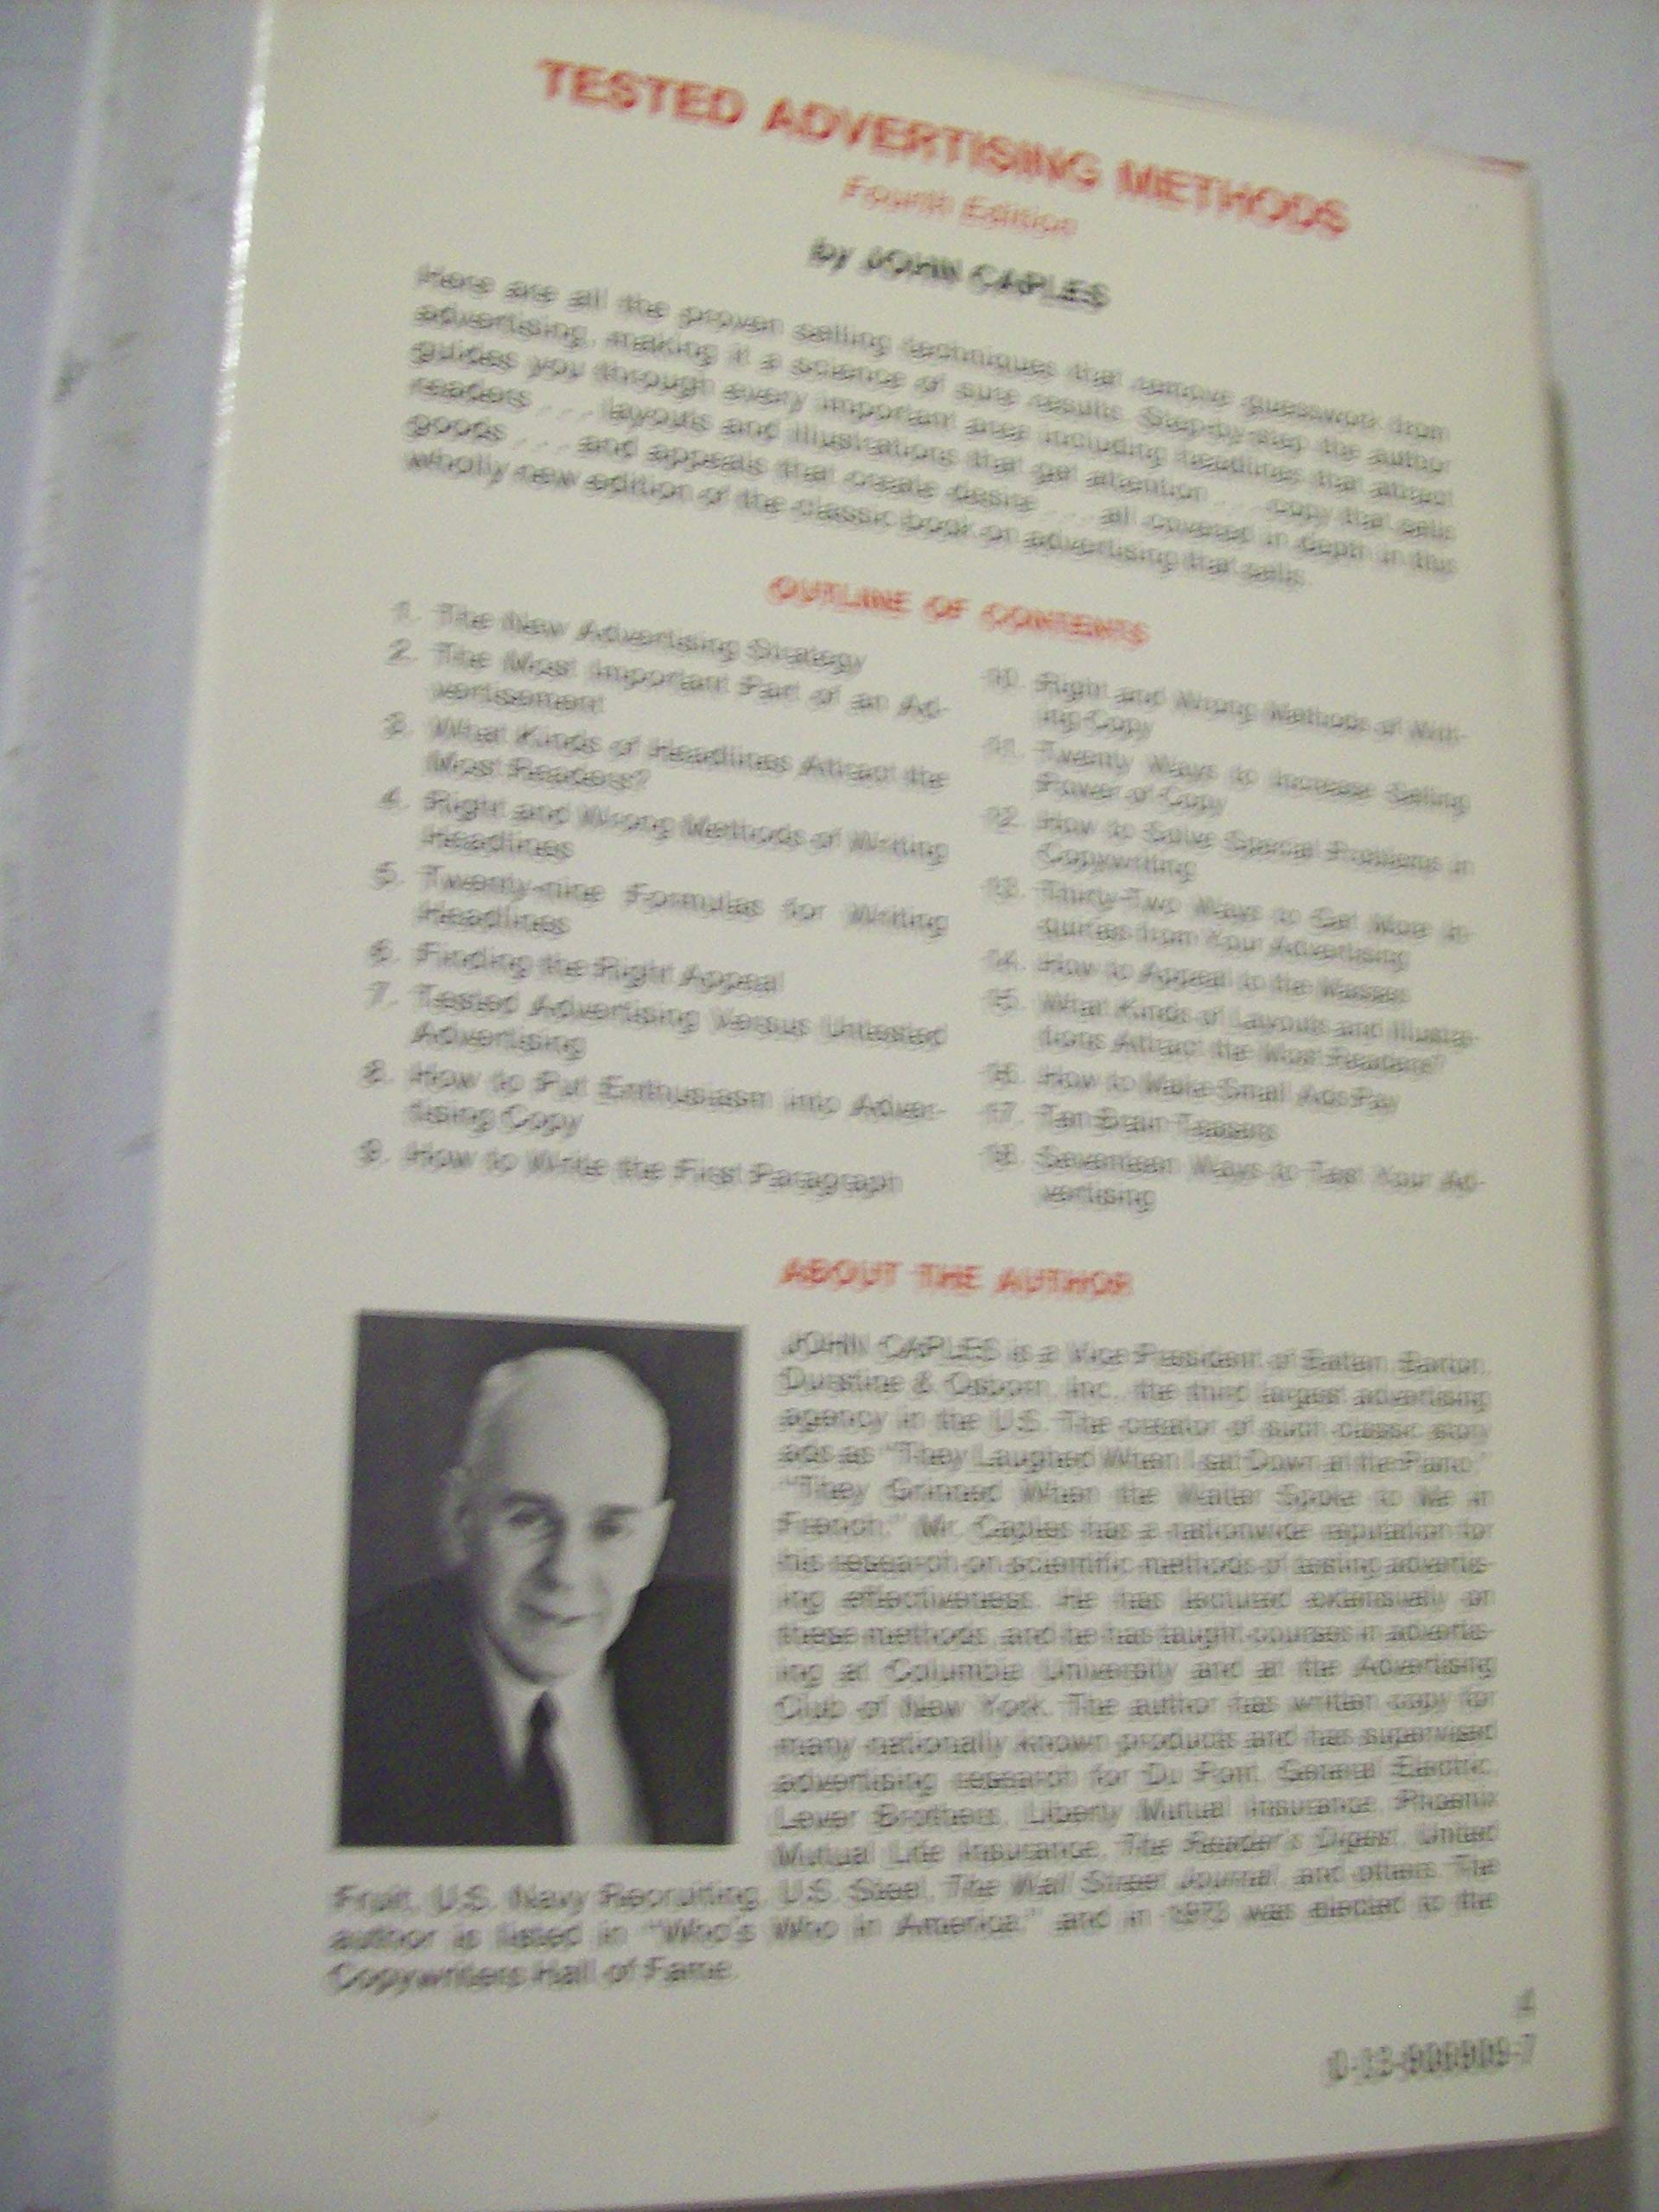 TESTED ADVERTISING METHODS
Fourth Edition
by JOHN CAPLES
Here are all the proven selling techniques that remove guesswork from
advertising, making it a science of sure results. Step-by-step the author
guides you through every important area including headlines that attract
readers . . . layouts and illustrations that get attention . . . copy that sells
goods . . . and appeals that create desire . . . all covered in depth in this
wholly new edition of the classic book on advertising that sells.
OUTLINE OF CONTENTS
1. The New Advertising Strategy
2. The Most Important Part of an Ad-
vertisement
3. What Kinds of Headlines Attract the
Most Readers?
4. Right and Wrong Methods of Writing
Headlines
5. Twenty-nine Formulas for Writing
Headlines
6. Finding the Right Appeal
7. Tested Advertising Versus Untested
Advertising
8. How to Put Enthusiasm into Adver-
tising Copy
9. How to Write the First Paragraph
10. Right and Wrong Methods of Writ-
ing Copy
11. Twenty Ways to Increase Selling
Power of Copy
12. How to Solve Special Problems in
Copywriting
13. Thirty-Two Ways to Get More In-
quiries from Your Advertising
14. How to Appeal to the Masses
15. What Kinds of Layouts and Illustra-
tions Attract the Most Readers?
16. How to Make Small Ads Pay
17. Ten Brain Teasers
18. Seventeen Ways to Test Your Ad-
vertising
ABOUT THE AUTHOR
JOHN CAPLES is a Vice President of Batten, Barton,
Durstine & Osborn, Inc., the third largest advertising
agency in the U.S. The creator of such classic story
ads as "They Laughed When I sat Down at the Piano,"
"They Grinned When the Waiter Spoke to Me in
French," Mr. Caples has a nationwide reputation for
his research on scientific methods of testing advertis-
ing effectiveness. He has lectured extensively on
these methods, and he has taught courses in advertis-
ing at Columbia University and at the Advertising
Club of New York. The author has written copy for
many nationally known products and has supervised
advertising research for Du Pont, General Electric,
Lever Brothers, Liberty Mutual Insurance, Phoenix
Mutual Life Insurance, The Reader's Digest, United
Fruit, U.S. Navy Recruiting, U.S. Steel, The Wall Street Journal, and others. The
author is listed in "Who's Who in America," and in 1973 was elected to the
Copywriters Hall of Fame.